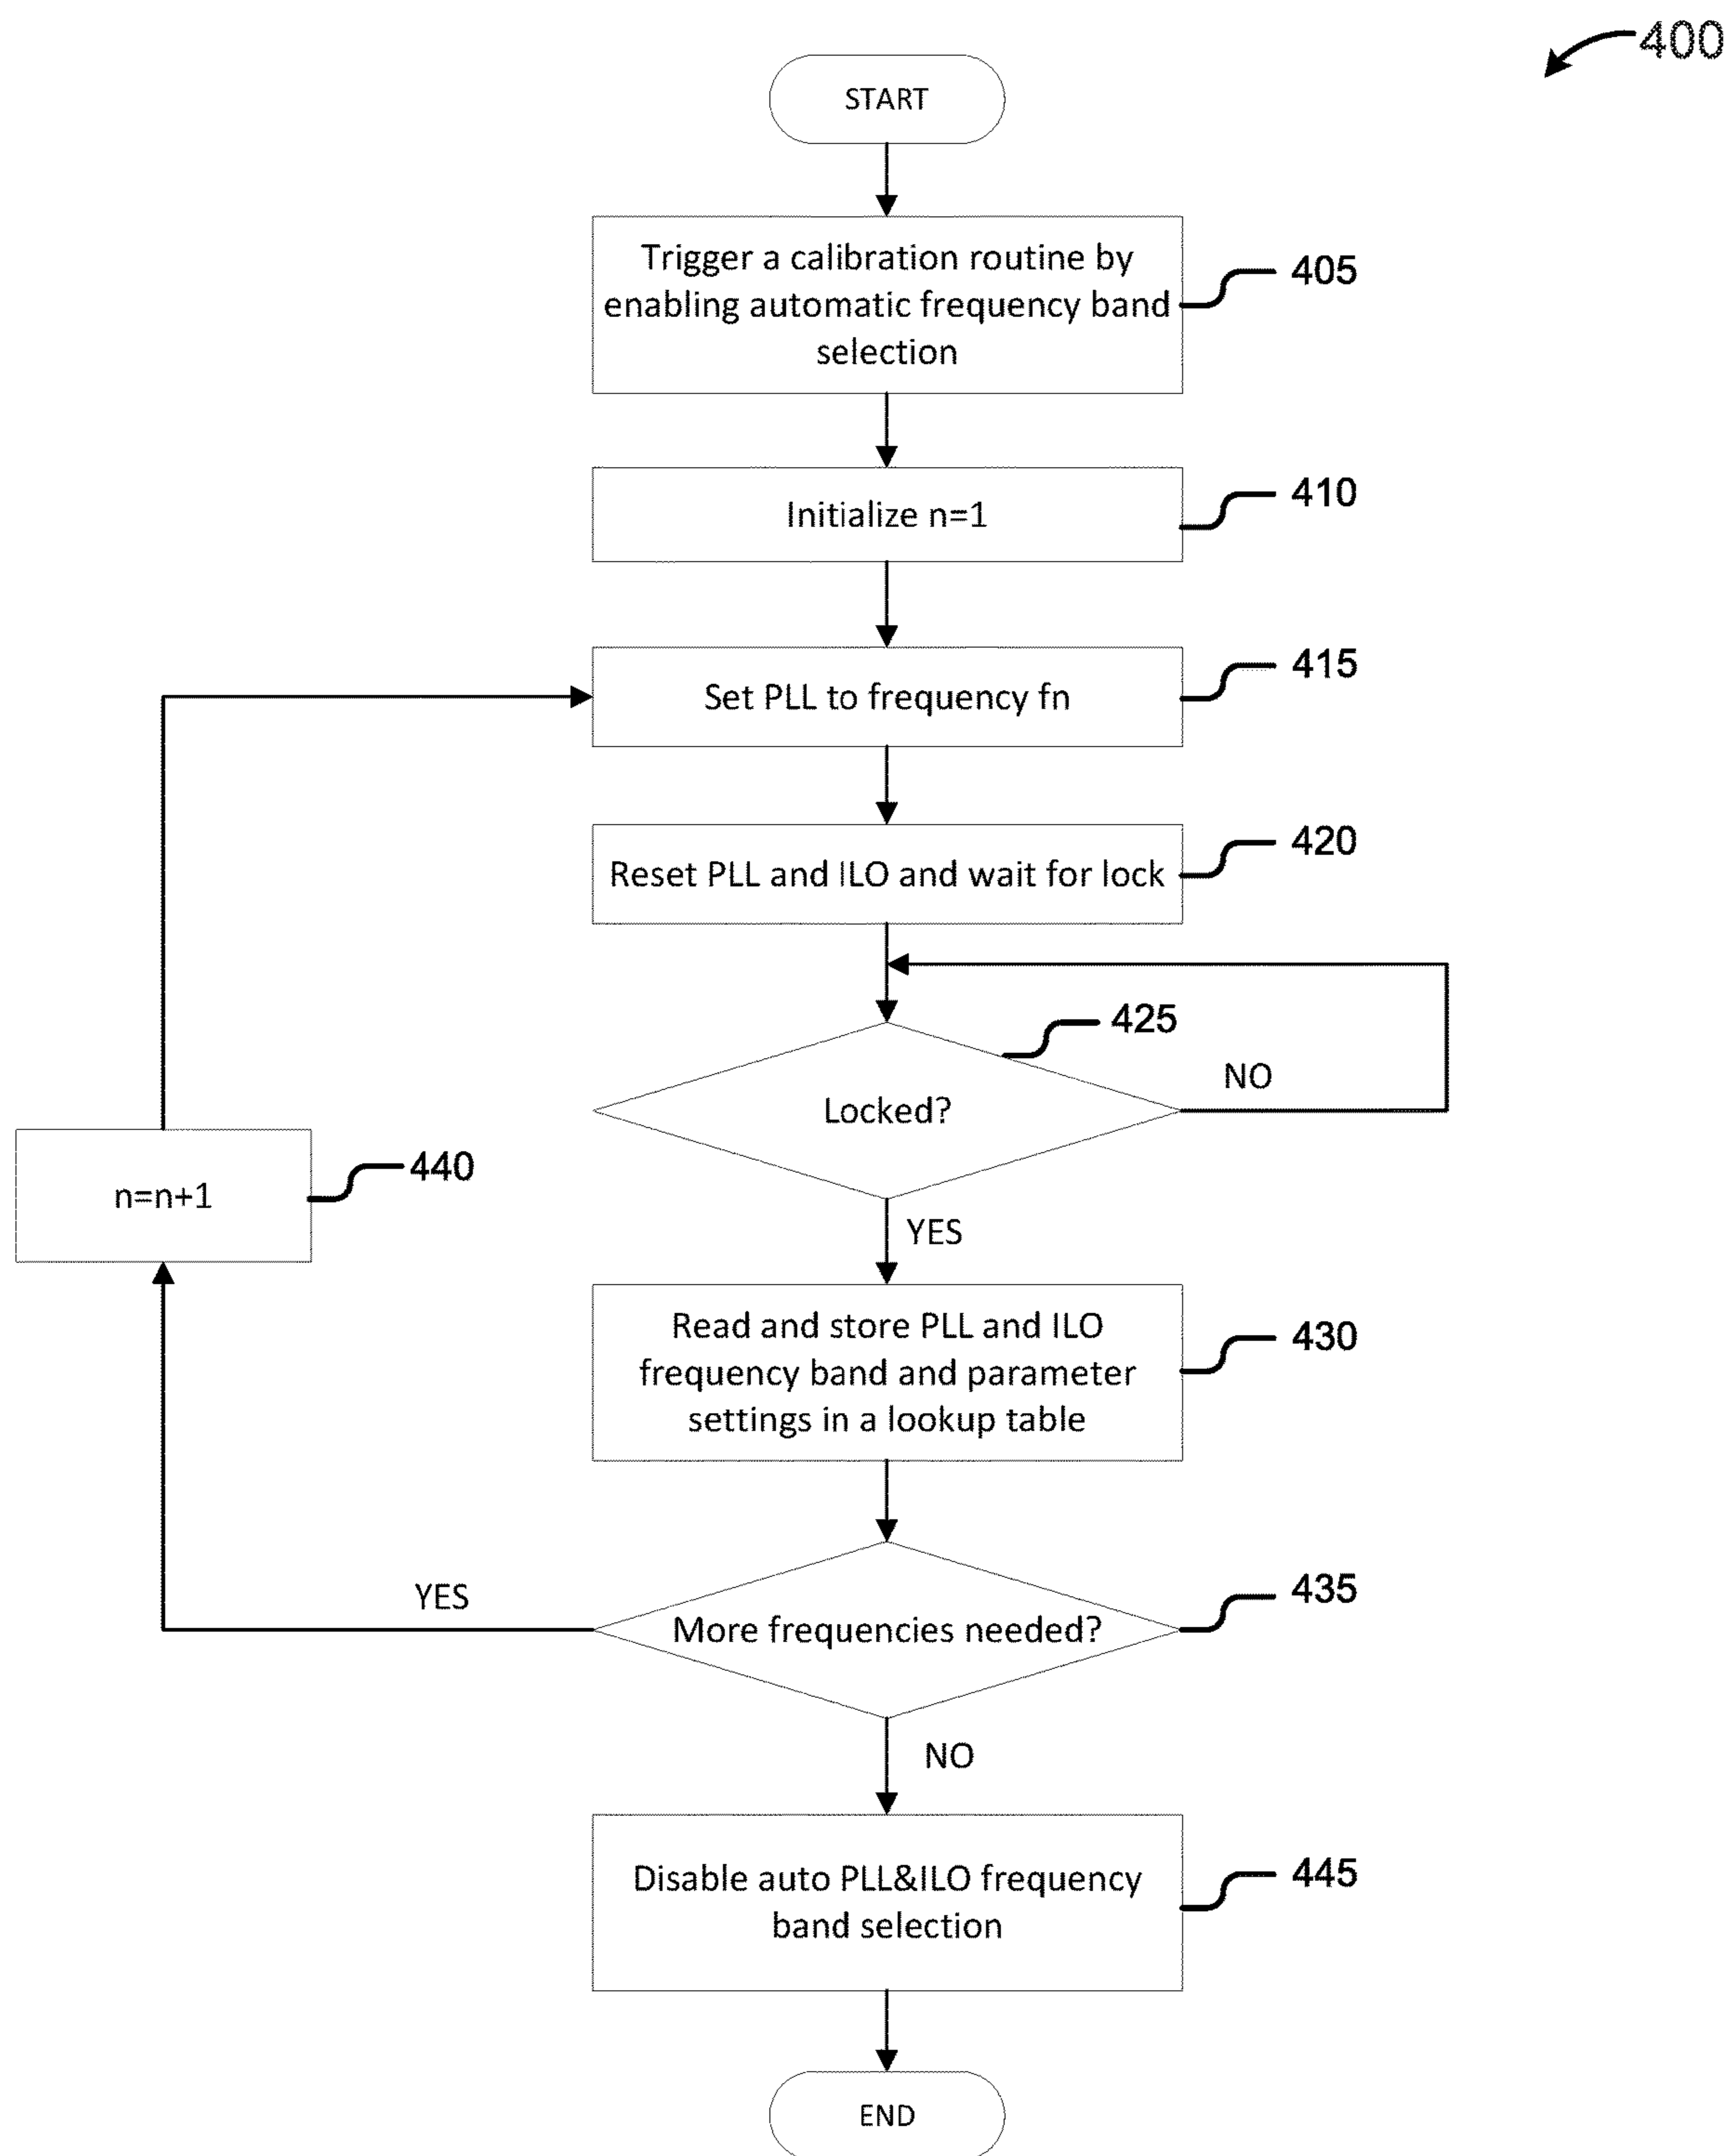 400
START
Trigger a calibration routine by
enabling automatic frequency band
selection
405
Initialize n=1
410
Set PLL to frequency fn
415
Reset PLL and ILO and wait for lock
420
425
Locked?
NO
YES
n=n+1
440
Read and store PLL and ILO
frequency band and parameter
settings in a lookup table
430
More frequencies needed?
435
YES
NO
Disable auto PLL&ILO frequency
band selection
445
END